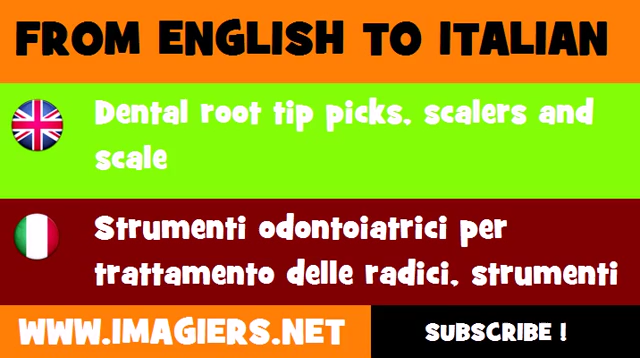 FROM ENGLISH TO ITALIAN
Dental root tip picks, scalers and
scale
Strumenti odontoiatrici per
trattamento delle radici, strumenti
WWW.IMAGIERS.NET
SUBSCRIBE !